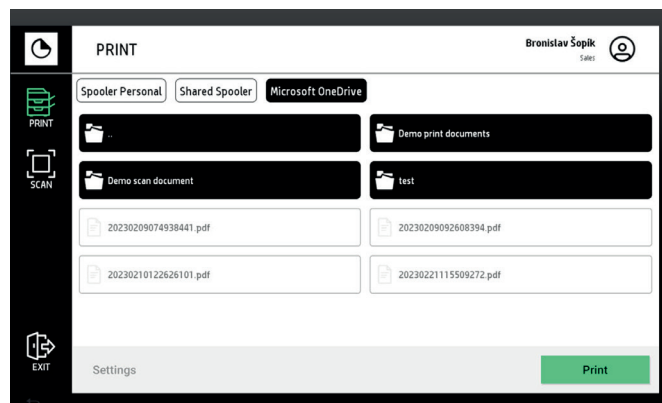 PRINT
Bronislav Šopík
Sales
Spooler Personal Shared Spooler Microsoft OneDrive
PRINT
..
Demo print documents
SCAN
Demo scan document
test
20230209074938441.pdf
20230209092608394.pdf
20230210122626101.pdf
20230221115509272.pdf
EXIT
Settings
Print